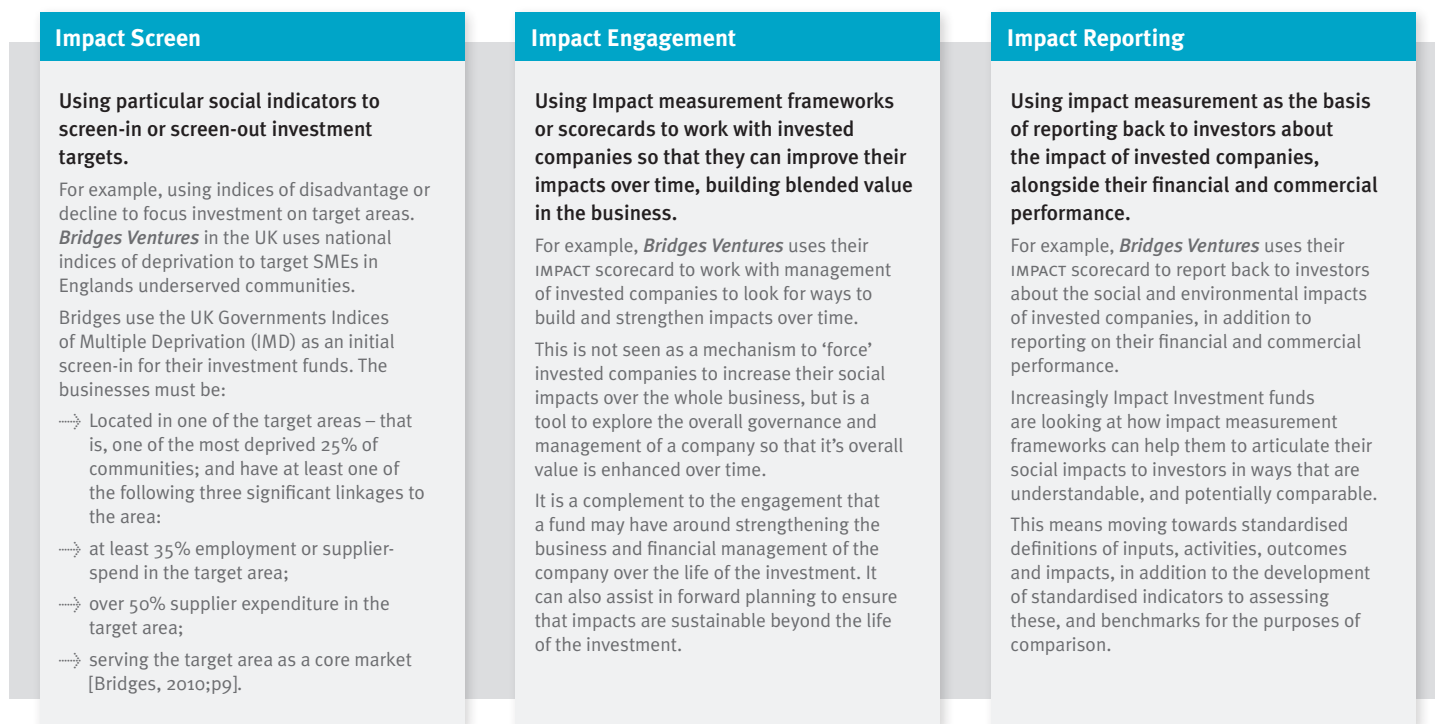 Impact Screen
Using particular social indicators to
screen-in or screen-out investment
targets.
For example, using indices of disadvantage or
decline to focus investment on target areas.
Bridges Ventures in the UK uses national
indices of deprivation to target SMEs in
Englands underserved communities.
Bridges use the UK Governments Indices
of Multiple Deprivation (IMD) as an initial
screen-in for their investment funds. The
businesses must be:
Located in one of the target areas – that
is, one of the most deprived 25% of
communities; and have at least one of
the following three significant linkages to
the area:
at least 35% employment or supplier-
spend in the target area;
over 50% supplier expenditure in the
target area;
serving the target area as a core market
[Bridges, 2010;p9].
Impact Engagement
Using Impact measurement frameworks
or scorecards to work with invested
companies so that they can improve their
impacts over time, building blended value
in the business.
For example, Bridges Ventures uses their
IMPACT scorecard to work with management
of invested companies to look for ways to
build and strengthen impacts over time.
This is not seen as a mechanism to ‘force’
invested companies to increase their social
impacts over the whole business, but is a
tool to explore the overall governance and
management of a company so that it’s overall
value is enhanced over time.
It is a complement to the engagement that
a fund may have around strengthening the
business and financial management of the
company over the life of the investment. It
can also assist in forward planning to ensure
that impacts are sustainable beyond the life
of the investment.
Impact Reporting
Using impact measurement as the basis
of reporting back to investors about
the impact of invested companies,
alongside their financial and commercial
performance.
For example, Bridges Ventures uses their
IMPACT scorecard to report back to investors
about the social and environmental impacts
of invested companies, in addition to
reporting on their financial and commercial
performance.
Increasingly Impact Investment funds
are looking at how impact measurement
frameworks can help them to articulate their
social impacts to investors in ways that are
understandable, and potentially comparable.
This means moving towards standardised
definitions of inputs, activities, outcomes
and impacts, in addition to the development
of standardised indicators to assessing
these, and benchmarks for the purposes of
comparison.